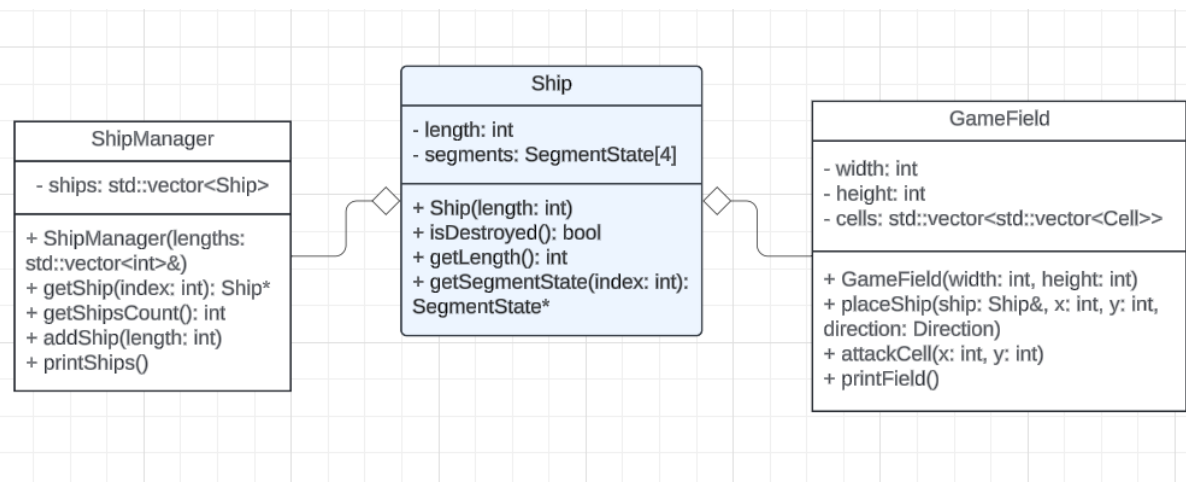 ShipManager
- ships: std::vector<Ship>
+ ShipManager(lengths:
std::vector<int>&)
+ getShip(index: int): Ship*
+ getShipsCount(): int
+ addShip(length: int)
+ printShips()
Ship
- length: int
- segments: SegmentState[4]
+ Ship(length: int)
+ isDestroyed(): bool
+ getLength(): int
+ getSegmentState(index: int):
SegmentState*
GameField
- width: int
- height: int
- cells: std::vector<std::vector<Cell>>
+ GameField(width: int, height: int)
+ placeShip(ship: Ship&, x: int, y: int,
direction: Direction)
+ attackCell(x: int, y: int)
+ printField()